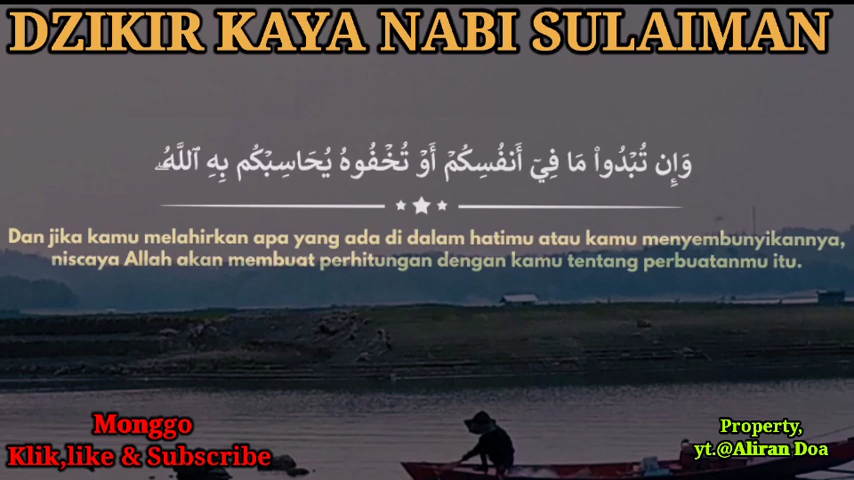 DZIKIR KAYA NABI SULAIMAN
وَإِن تُبْدُوا۟ مَا فِىٓ أَنفُسِكُمْ أَوْ تُخْفُوهُ يُحَاسِبْكُم بِهِ ٱللَّهُ ۖ
Dan jika kamu melahirkan apa yang ada di dalam hatimu atau kamu menyembunyikannya,
niscaya Allah akan membuat perhitungan dengan kamu tentang perbuatanmu itu.
Monggo
Klik,like & Subscribe
Property,
yt.@Aliran Doa